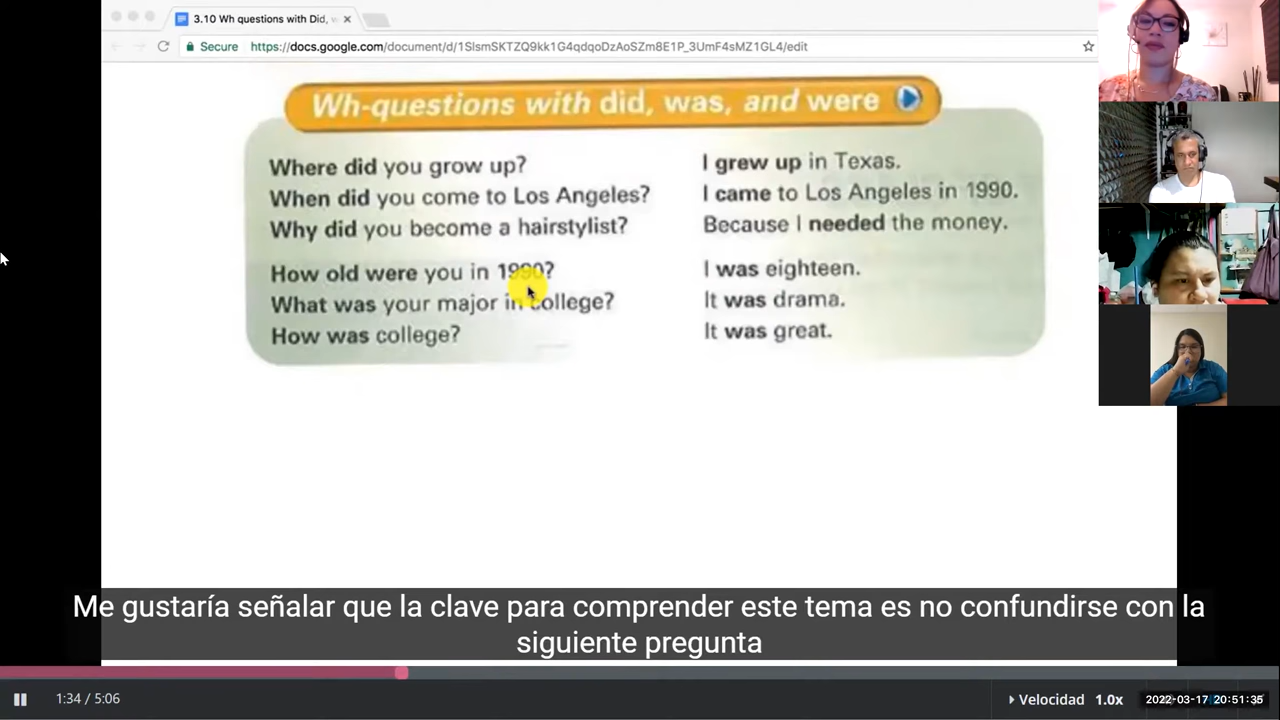 3.10 Wh questions with Did,
Secure https://docs.google.com/document/d/1SlsmSKTZQ9kk1G4qdqoDzAoSZm8E1P_3UmF4sMZ1GL4/edit
Wh-questions with did, was, and were
Where did you grow up? I grew up in Texas.
When did you come to Los Angeles? I came to Los Angeles in 1990.
Why did you become a hairstylist? Because I needed the money.
How old were you in 1990? I was eighteen.
What was your major in college? It was drama.
How was college? It was great.
Me gustaría señalar que la clave para comprender este tema es no confundirse con la
siguiente pregunta
1:34 / 5:06 Velocidad 1.0x 2022-03-17 20:51:35